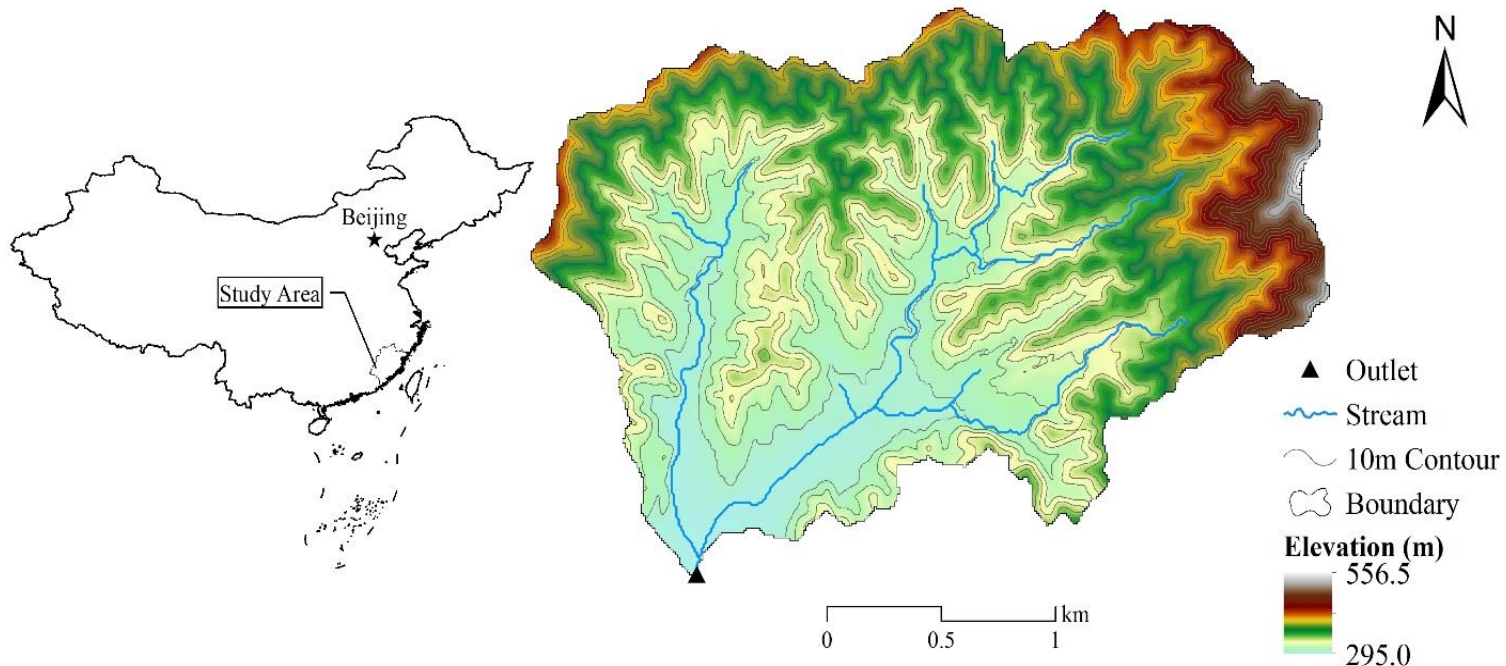 Beijing
Study Area
N
Outlet
Stream
10m Contour
Boundary
Elevation (m)
556.5
295.0
km
0
0.5
1